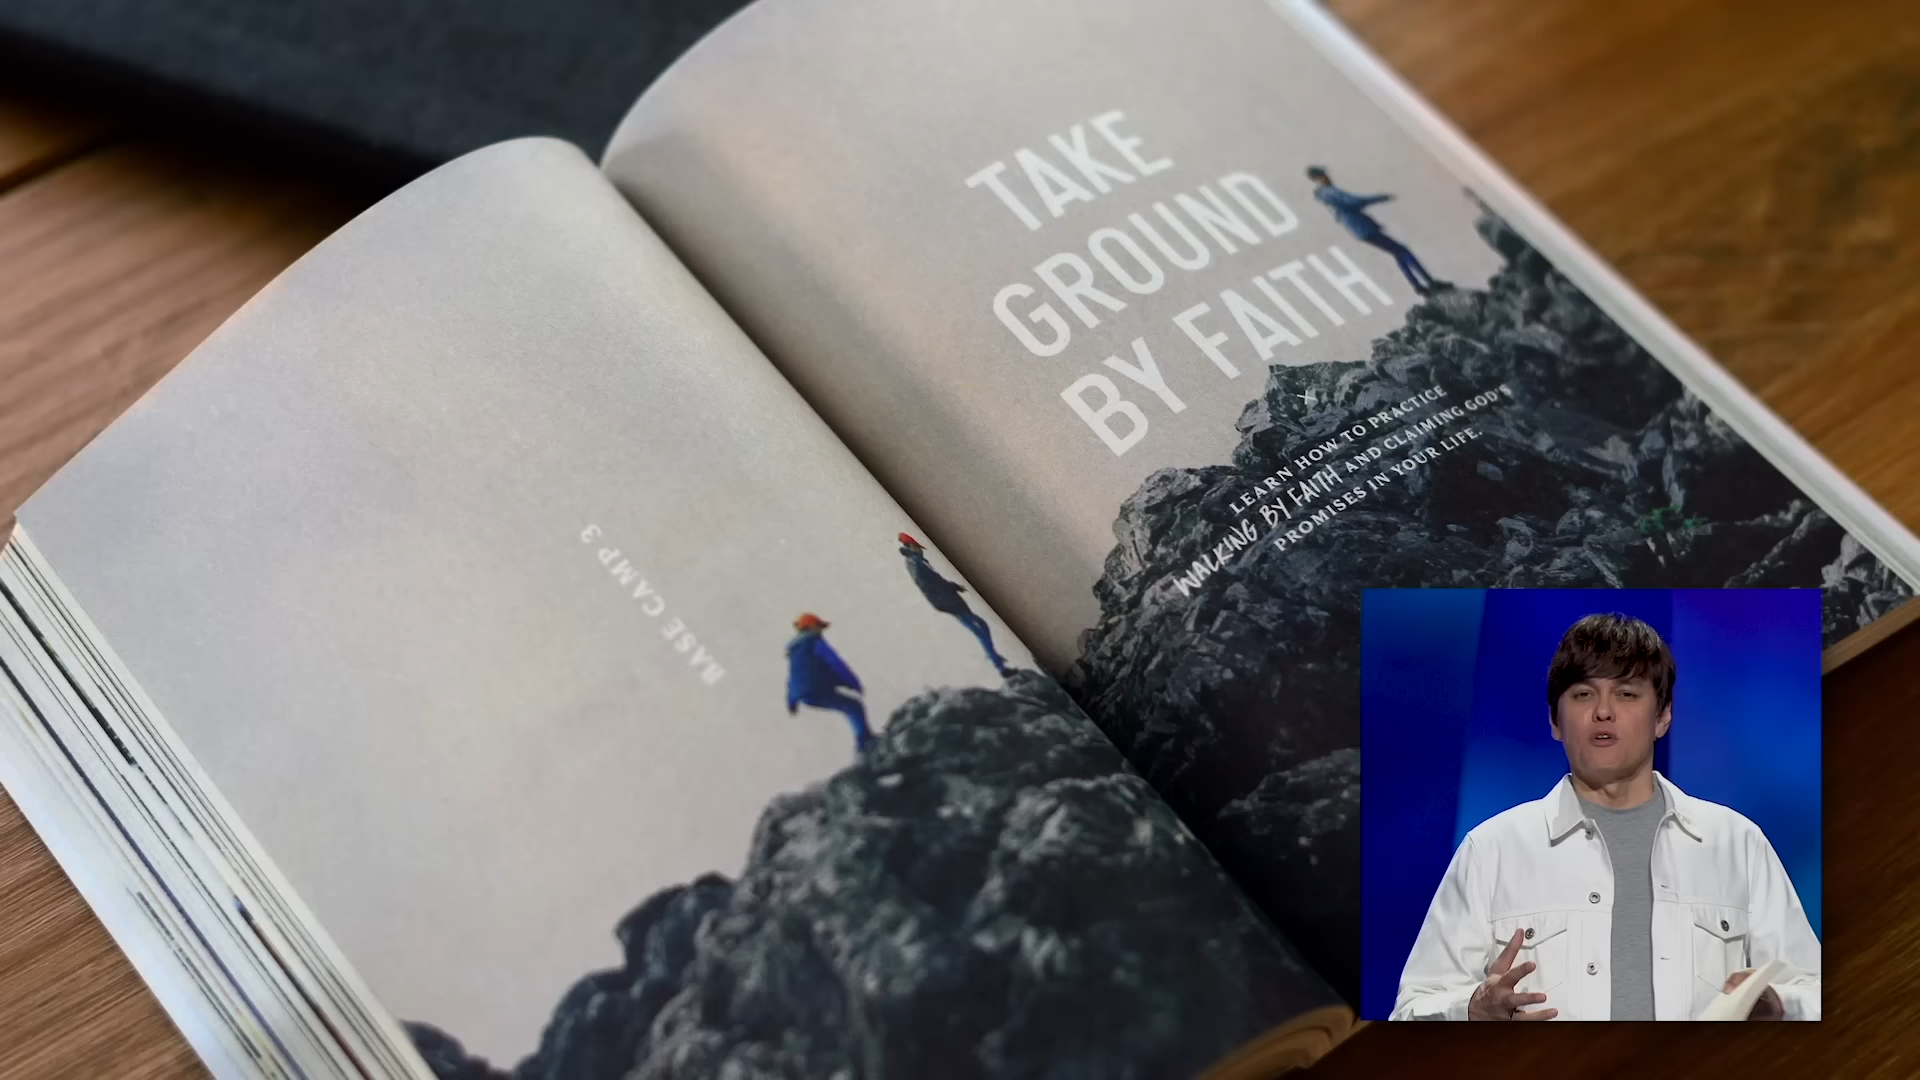 BASE CAMP 3
TAKE
GROUND
BY FAITH
LEARN HOW TO PRACTICE
WALKING BY FAITH AND CLAIMING GOD'S
PROMISES IN YOUR LIFE.